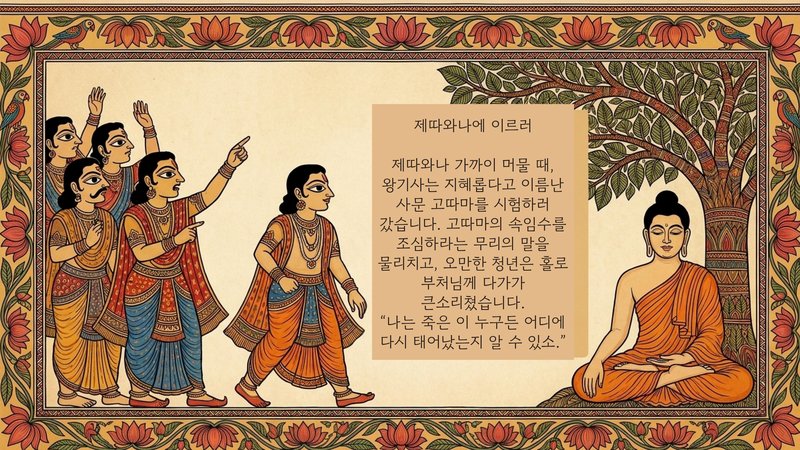 제따와나에 이르러
제따와나 가까이 머물 때,
왕기사는 지혜롭다고 이름난
사문 고따마를 시험하러
갔습니다. 고따마의 속임수를
조심하라는 무리의 말을
물리치고, 오만한 청년은 홀로
부처님께 다가가
큰소리쳤습니다.
“나는 죽은 이 누구든 어디에
다시 태어났는지 알 수 있소.”